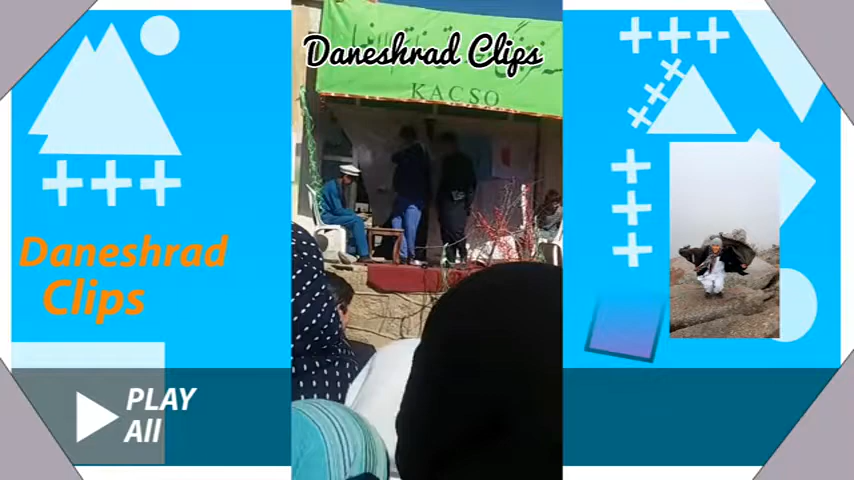 Daneshrad Clips
KACSO
Daneshrad
Clips
PLAY
All